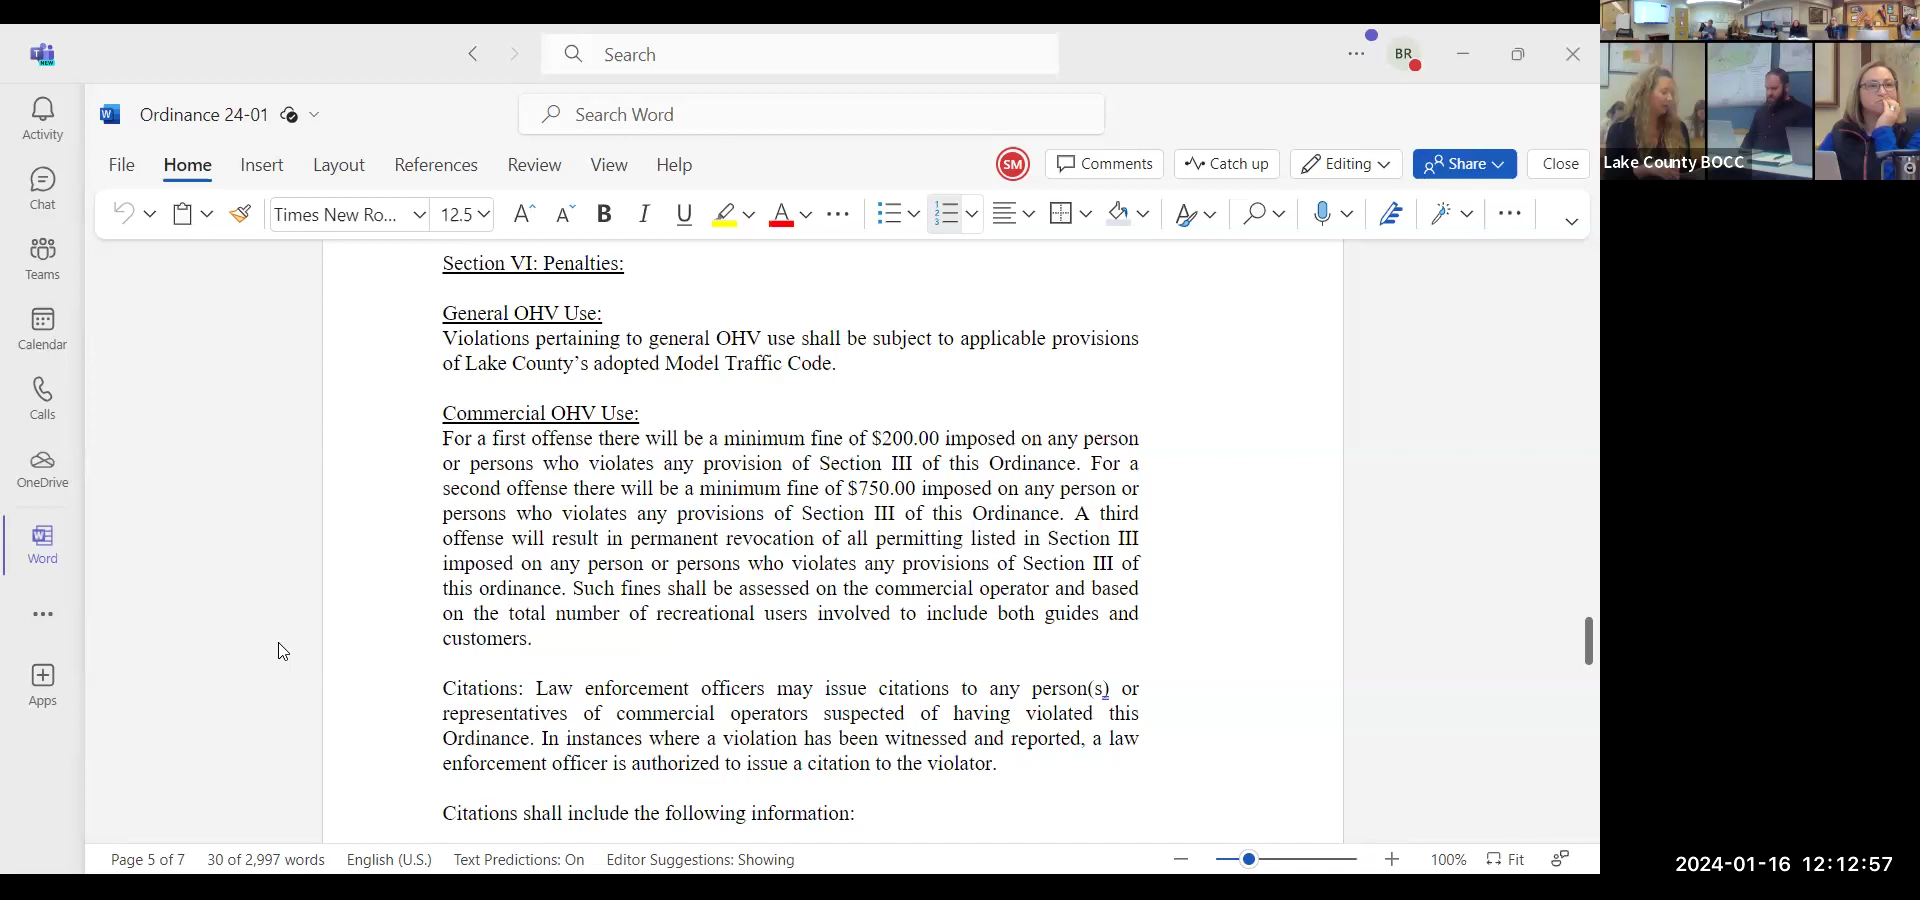 Search
BR
NEW
Activity
Chat
Teams
Calendar
Calls
OneDrive
Word
Apps
Ordinance 24-01
Search Word
File Home Insert Layout References Review View Help
SM Comments Catch up Editing Share Close
Times New Ro... 12.5
Section VI: Penalties:
General OHV Use:
Violations pertaining to general OHV use shall be subject to applicable provisions
of Lake County’s adopted Model Traffic Code.
Commercial OHV Use:
For a first offense there will be a minimum fine of $200.00 imposed on any person
or persons who violates any provision of Section III of this Ordinance. For a
second offense there will be a minimum fine of $750.00 imposed on any person or
persons who violates any provisions of Section III of this Ordinance. A third
offense will result in permanent revocation of all permitting listed in Section III
imposed on any person or persons who violates any provisions of Section III of
this ordinance. Such fines shall be assessed on the commercial operator and based
on the total number of recreational users involved to include both guides and
customers.
Citations: Law enforcement officers may issue citations to any person(s) or
representatives of commercial operators suspected of having violated this
Ordinance. In instances where a violation has been witnessed and reported, a law
enforcement officer is authorized to issue a citation to the violator.
Citations shall include the following information:
Page 5 of 7 30 of 2,997 words English (U.S.) Text Predictions: On Editor Suggestions: Showing
100% Fit
Lake County BOCC
2024-01-16 12:12:57